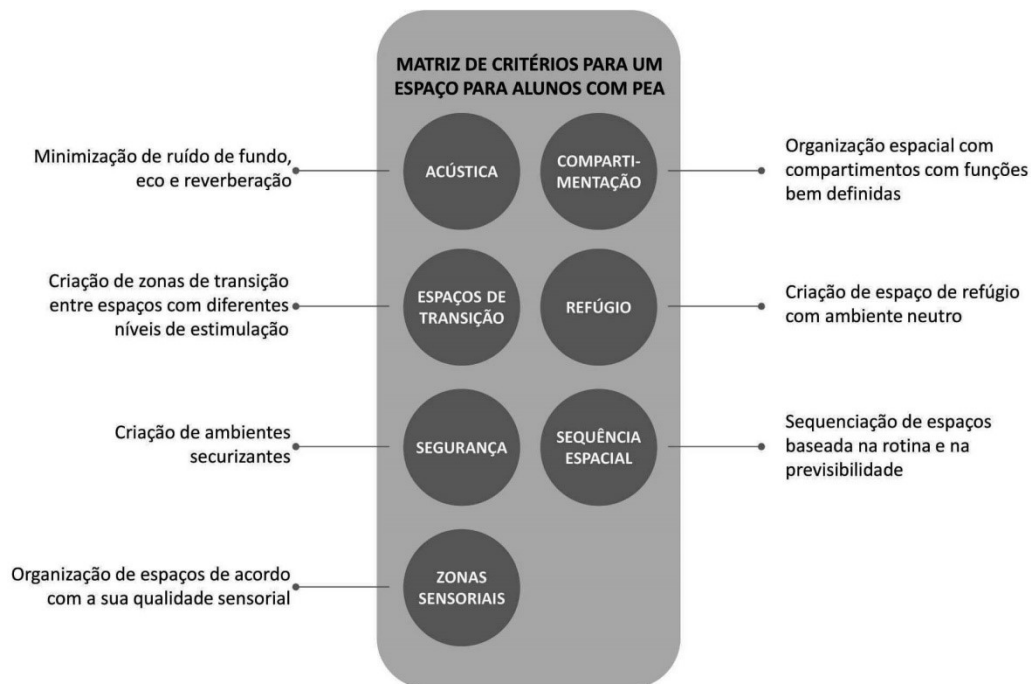 MATRIZ DE CRITÉRIOS PARA UM
ESPAÇO PARA ALUNOS COM PEA
Minimização de ruído de fundo,
eco e reverberação
ACÚSTICA
COMPARTI-
MENTAÇÃO
Organização espacial com
compartimentos com funções
bem definidas
Criação de zonas de transição
entre espaços com diferentes
níveis de estimulação
ESPAÇOS DE
TRANSIÇÃO
REFÚGIO
Criação de espaço de refúgio
com ambiente neutro
Criação de ambientes
securizantes
SEGURANÇA
SEQUÊNCIA
ESPACIAL
Sequenciação de espaços
baseada na rotina e na
previsibilidade
Organização de espaços de acordo
com a sua qualidade sensorial
ZONAS
SENSORIAIS